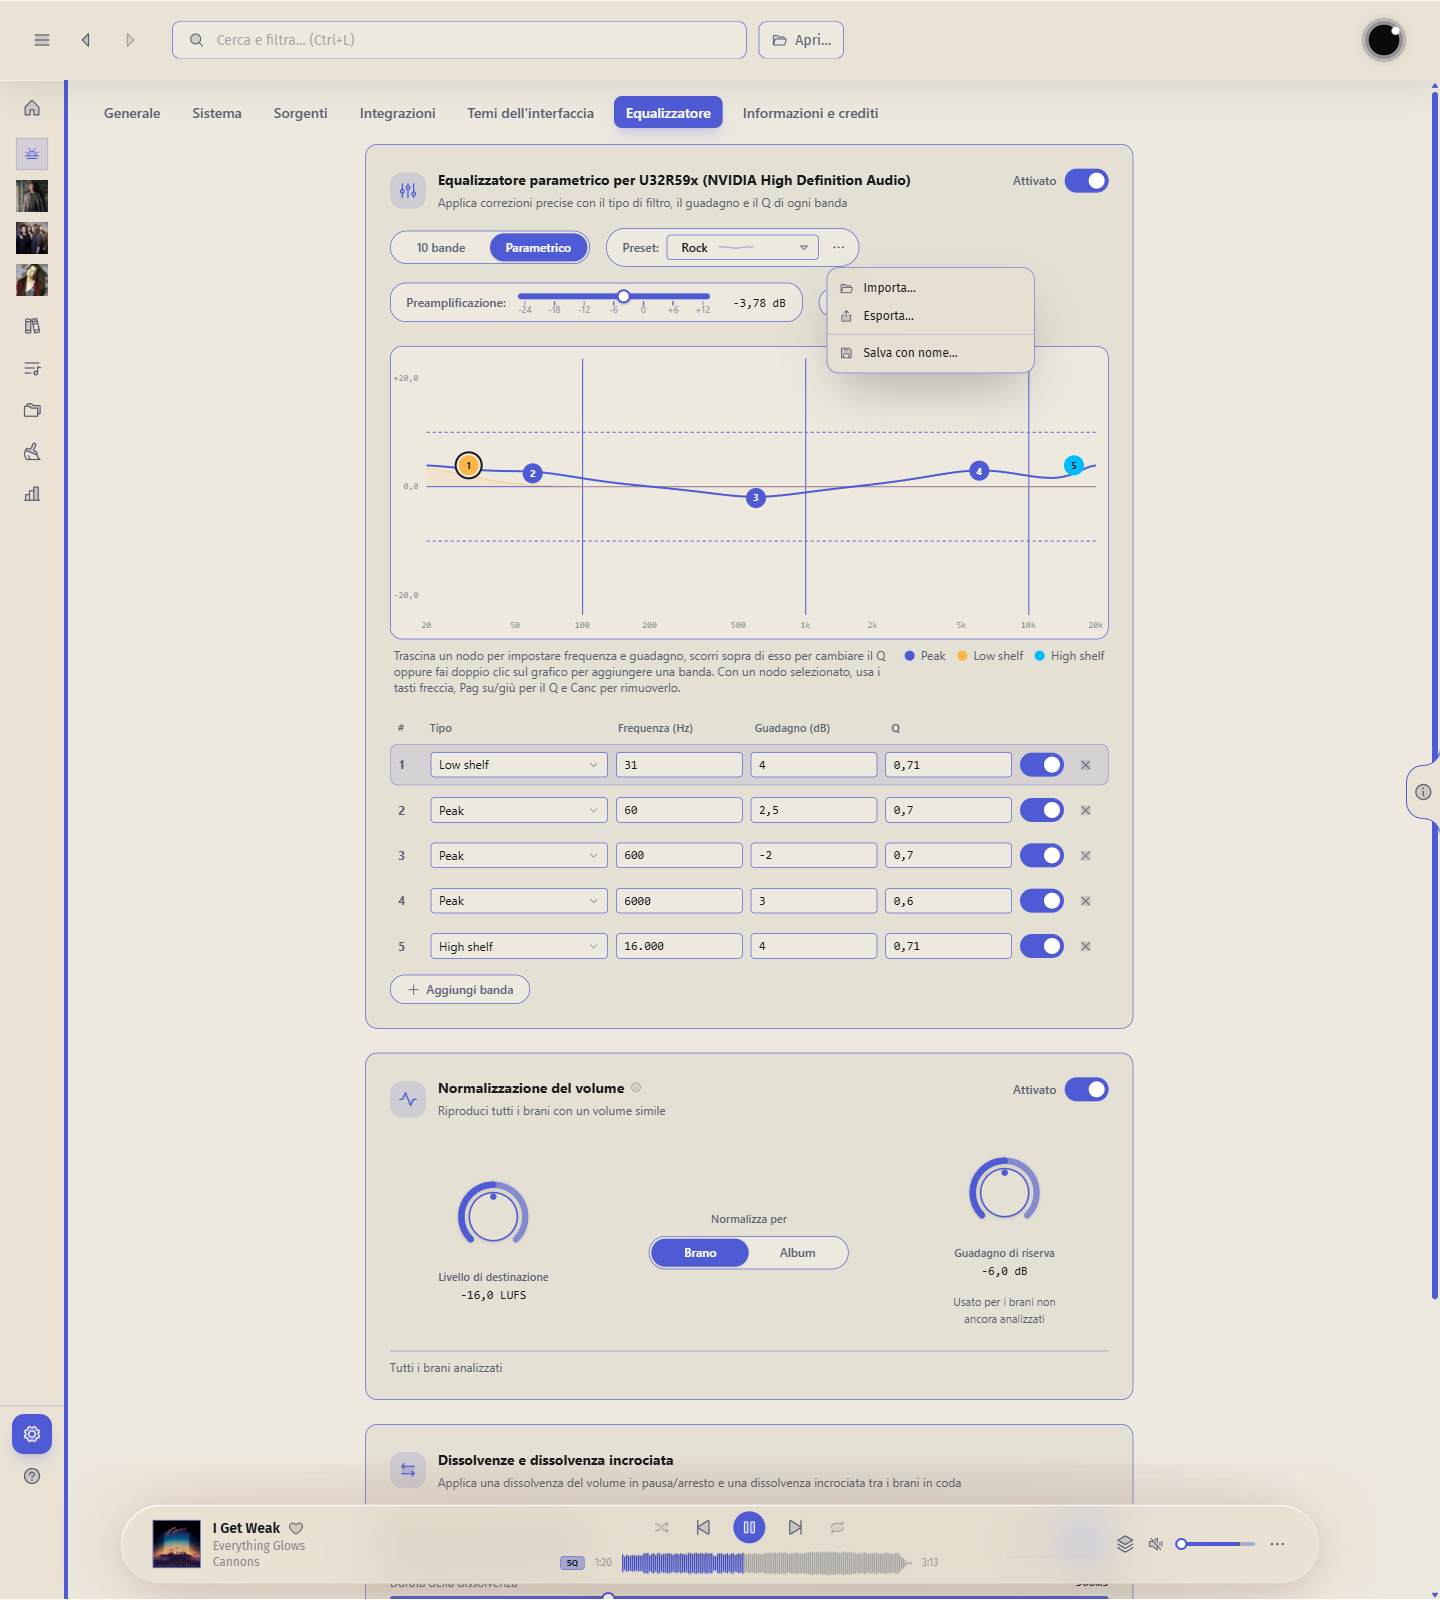 Cerca e filtra... (Ctrl+L)
Apri...
Generale
Sistema
Sorgenti
Integrazioni
Temi dell'interfaccia
Equalizzatore
Informazioni e crediti
Equalizzatore parametrico per U32R59x (NVIDIA High Definition Audio)
Applica correzioni precise con il tipo di filtro, il guadagno e il Q di ogni banda
Attivato
10 bande
Parametrico
Preset:
Rock
Preamplificazione:
-24 -18 -12 -6 0 +6 +12
-3,78 dB
Importa...
Esporta...
Salva con nome...
+20,0
0,0
-20,0
1
2
3
4
5
20 50 100 200 500 1k 2k 5k 10k 20k
Trascina un nodo per impostare frequenza e guadagno, scorri sopra di esso per cambiare il Q
oppure fai doppio clic sul grafico per aggiungere una banda. Con un nodo selezionato, usa i
tasti freccia, Pag su/giù per il Q e Canc per rimuoverlo.
Peak
Low shelf
High shelf
# Tipo Frequenza (Hz) Guadagno (dB) Q
1 Low shelf 31 4 0,71
2 Peak 60 2,5 0,7
3 Peak 600 -2 0,7
4 Peak 6000 3 0,6
5 High shelf 16.000 4 0,71
Aggiungi banda
Normalizzazione del volume
Riproduci tutti i brani con un volume simile
Attivato
Livello di destinazione
-16,0 LUFS
Normalizza per
Brano
Album
Guadagno di riserva
-6,0 dB
Usato per i brani non
ancora analizzati
Tutti i brani analizzati
Dissolvenze e dissolvenza incrociata
Applica una dissolvenza del volume in pausa/arresto e una dissolvenza incrociata tra i brani in coda
I Get Weak
Everything Glows
Cannons
SQ
1:20
3:13
Durata della dissolvenza